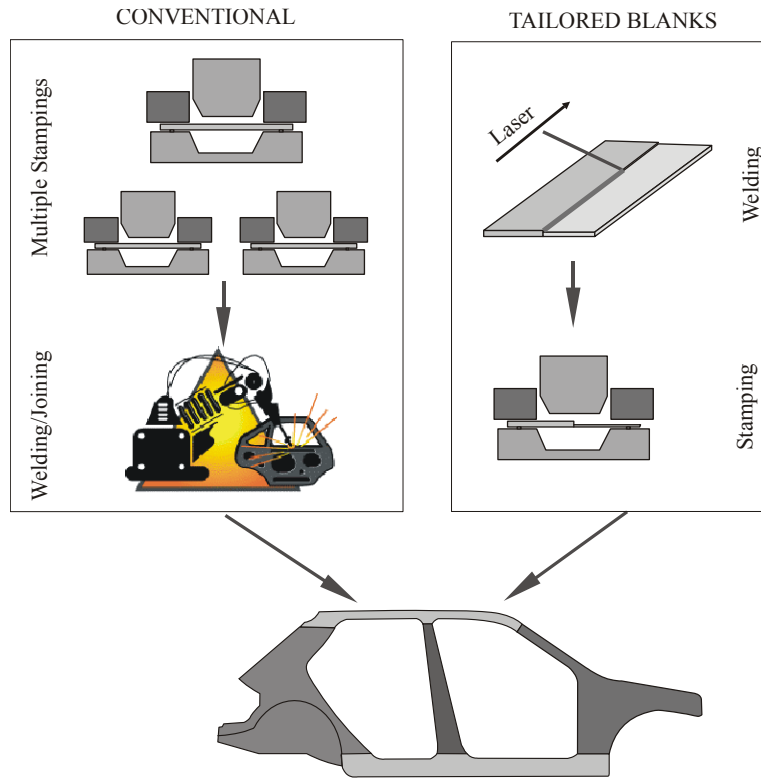 CONVENTIONAL
TAILORED BLANKS
Multiple Stampings
Welding/Joining
Laser
Welding
Stamping